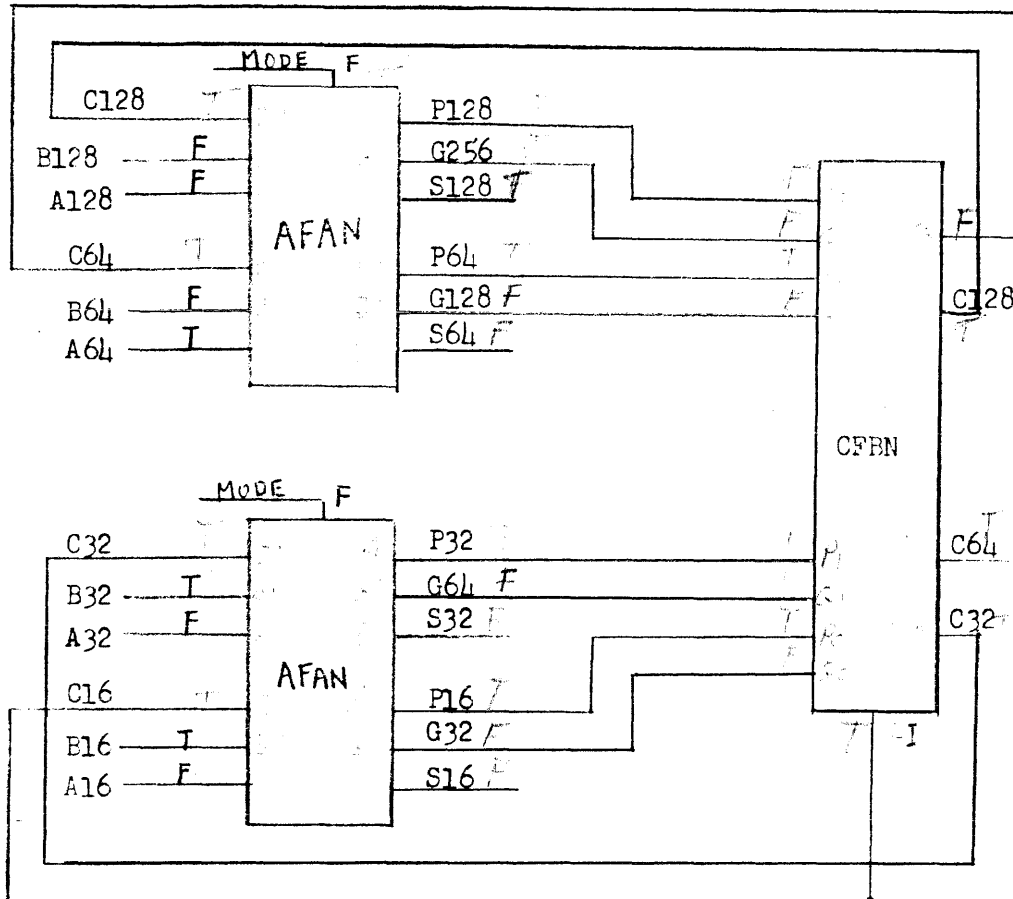 MODE F
C128 T
B128 F
A128 F
C64 T
B64 F
A64 T
AFAN
P128
G256
S128 T
P64 T
G128 F
S64 F
F
F
T
F
CFBN
F
C128
T
C64 T
C32
T -I
MODE F
C32 T
B32 T
A32 F
C16 T
B16 T
A16 F
AFAN
P32
G64 F
S32 F
P16 T
G32 F
S16 F
T
F